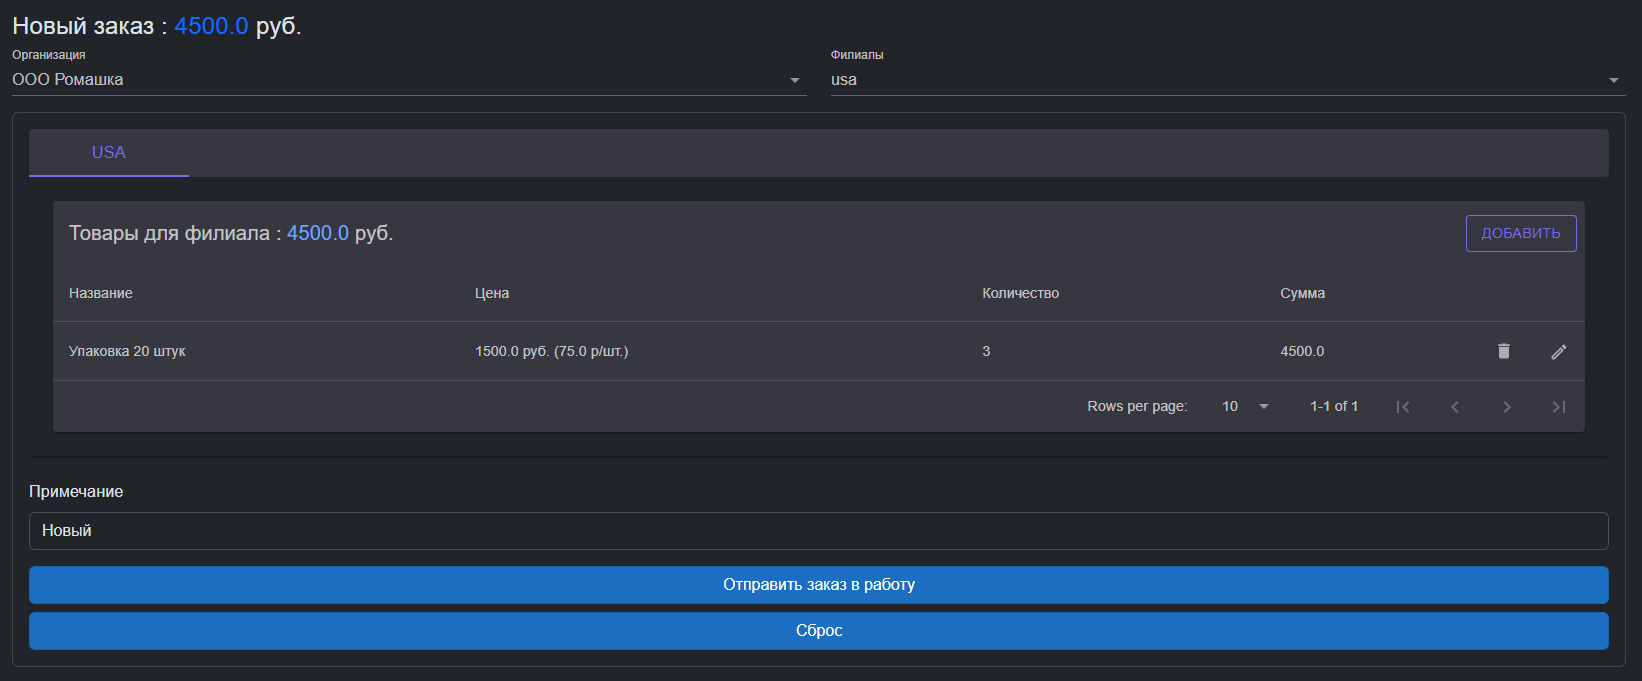 Новый заказ : 4500.0 руб.
Организация
ООО Ромашка
Филиалы
usa
USA
Товары для филиала : 4500.0 руб.
ДОБАВИТЬ
Название Цена Количество Сумма
Упаковка 20 штук 1500.0 руб. (75.0 р/шт.) 3 4500.0
Rows per page: 10 1-1 of 1
Примечание
Новый
Отправить заказ в работу
Сброс